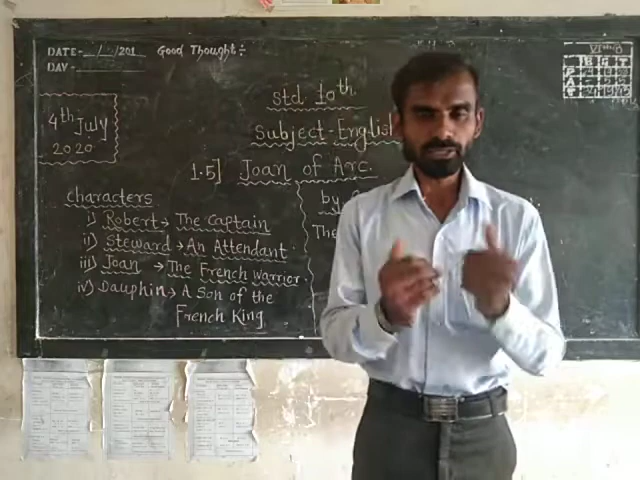 DATE- / /201
DAY-
Good Thought:-
B G T
4th July
2020
std 10th
Subject-English
1.5] Joan of Arc
by
The
characters
i) Robert→ The Captain
ii) Steward→An Attendant
iii) Joan → The French warrior.
iv) Dauphin→ A Son of the
French King